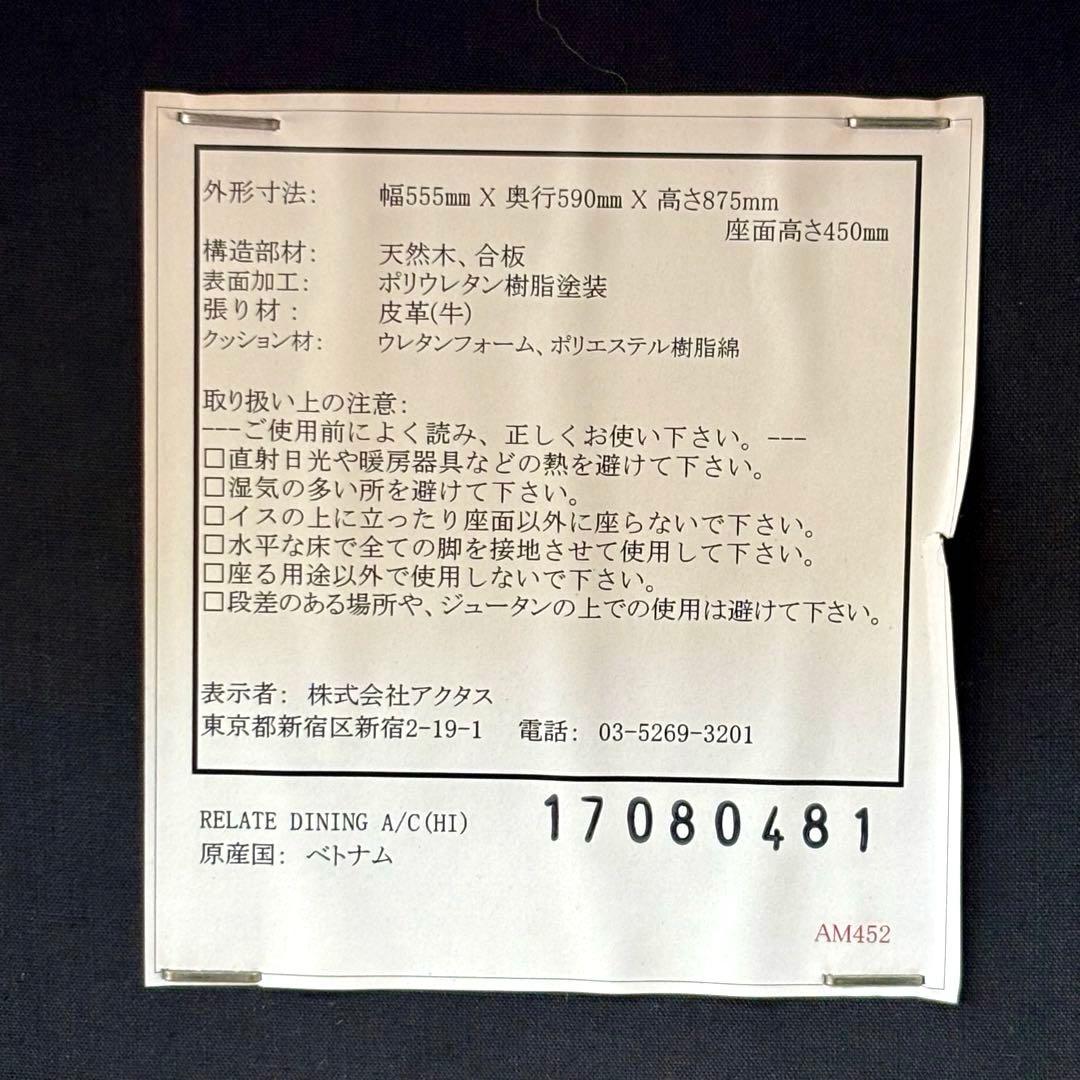 外形寸法: 幅555mm X 奥行590mm X 高さ875mm
座面高さ450mm
構造部材: 天然木、合板
表面加工: ポリウレタン樹脂塗装
張り材: 皮革(牛)
クッション材: ウレタンフォーム、ポリエステル樹脂綿
取り扱い上の注意:
---ご使用前によく読み、正しくお使い下さい。---
□直射日光や暖房器具などの熱を避けて下さい。
□湿気の多い所を避けて下さい。
□イスの上に立ったり座面以外に座らないで下さい。
□水平な床で全ての脚を接地させて使用して下さい。
□座る用途以外で使用しないで下さい。
□段差のある場所や、ジュータンの上での使用は避けて下さい。
表示者: 株式会社アクタス
東京都新宿区新宿2-19-1 電話: 03-5269-3201
RELATE DINING A/C(HI) 17080481
原産国: ベトナム
AM452